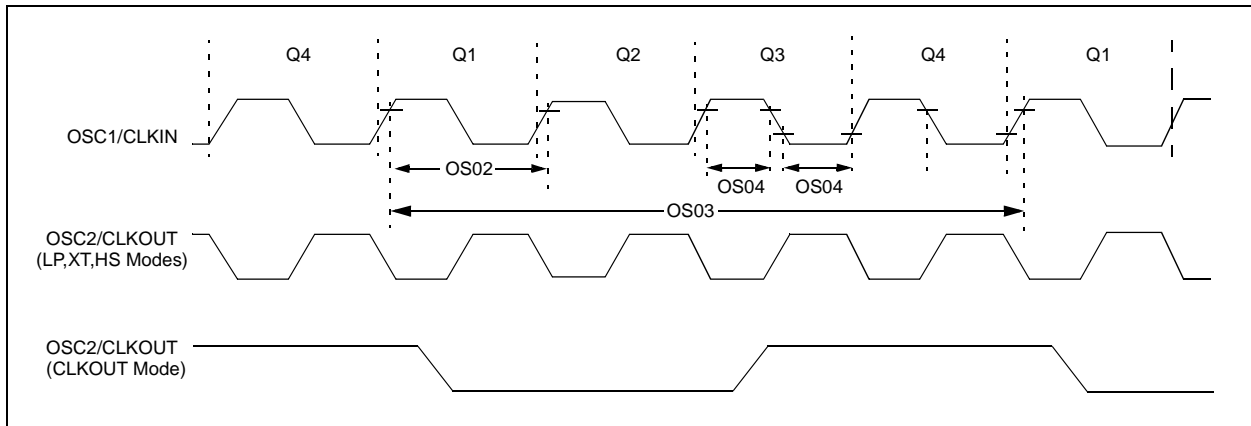 Q4 Q1 Q2 Q3 Q4 Q1
OSC1/CLKIN
OS02
OS04 OS04
OS03
OSC2/CLKOUT
(LP,XT,HS Modes)
OSC2/CLKOUT
(CLKOUT Mode)